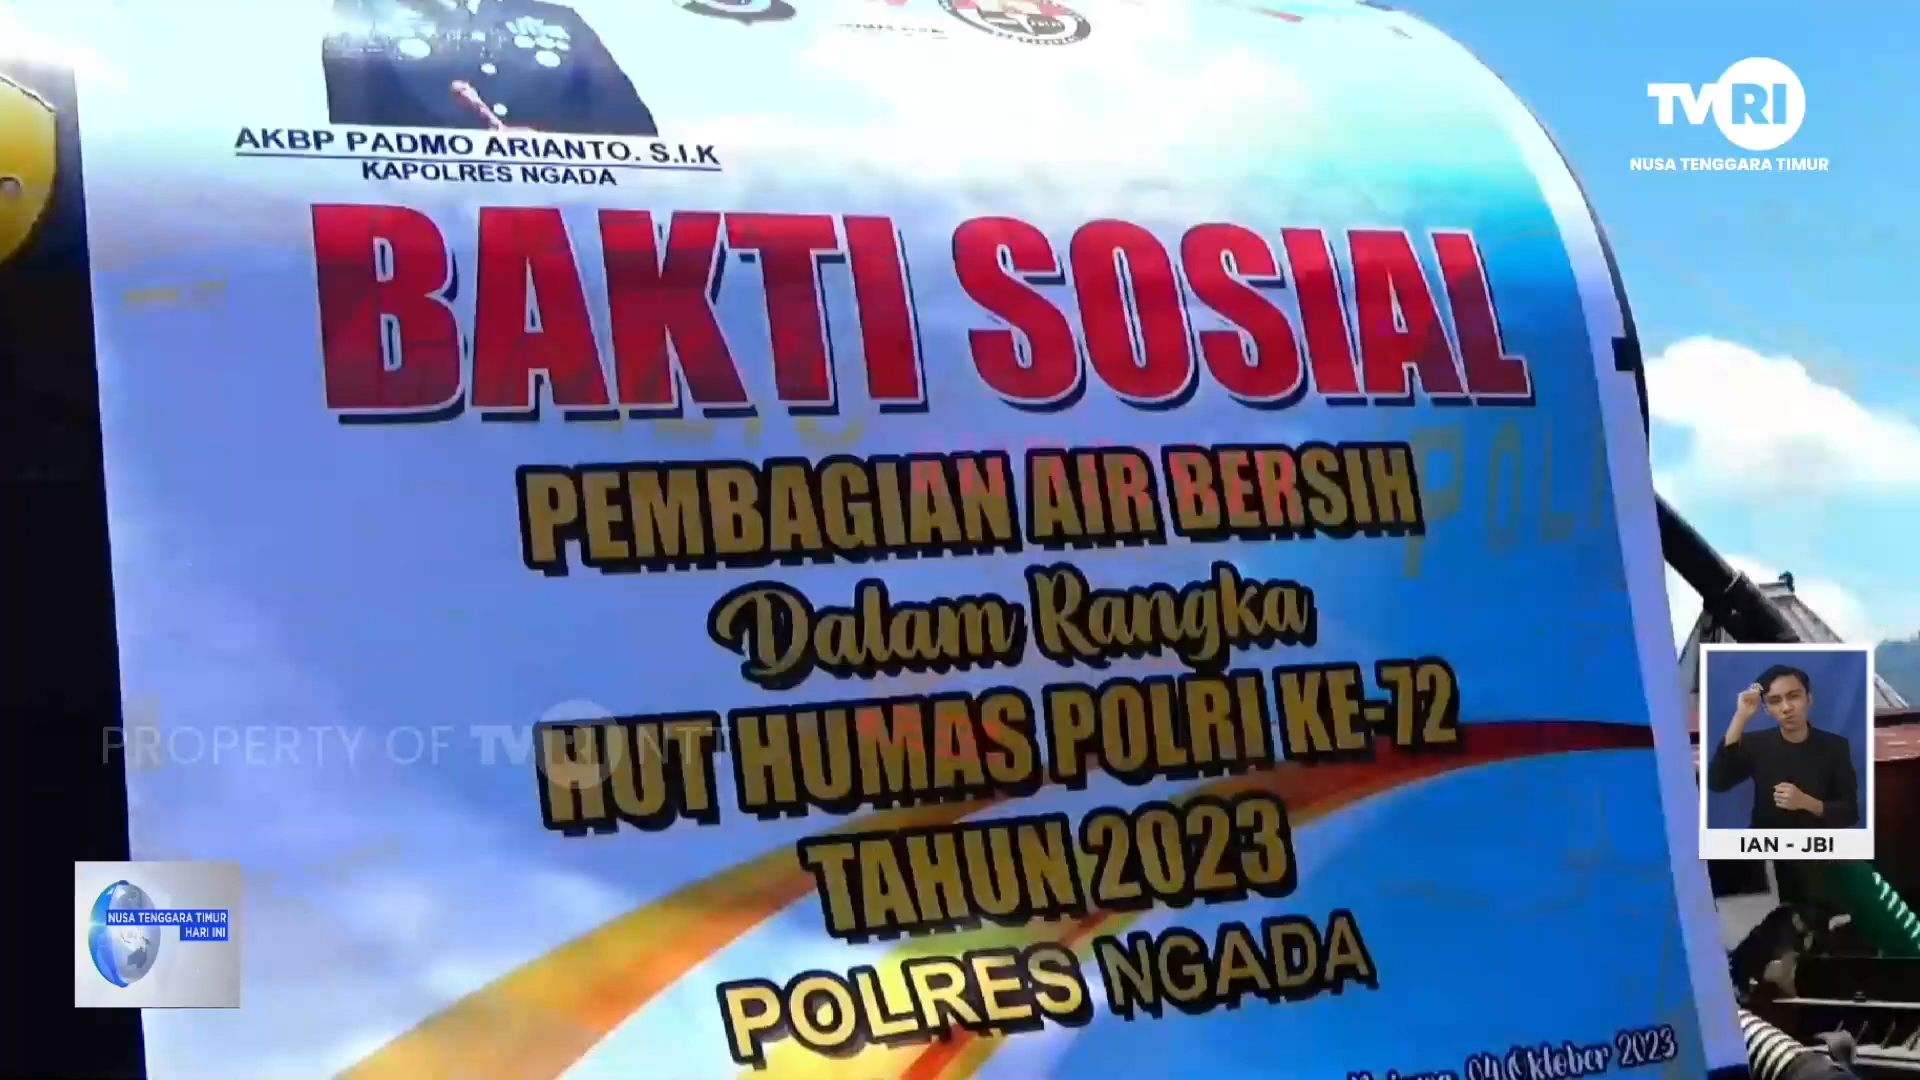 TVRI
NUSA TENGGARA TIMUR
AKBP PADMO ARIANTO. S.I.K
KAPOLRES NGADA
BAKTI SOSIAL
PEMBAGIAN AIR BERSIH
Dalam Rangka
HUT HUMAS POLRI KE-72
TAHUN 2023
POLRES NGADA
04 Oktober 2023
PROPERTY OF TVRI NTT
IAN - JBI
NUSA TENGGARA TIMUR
HARI INI